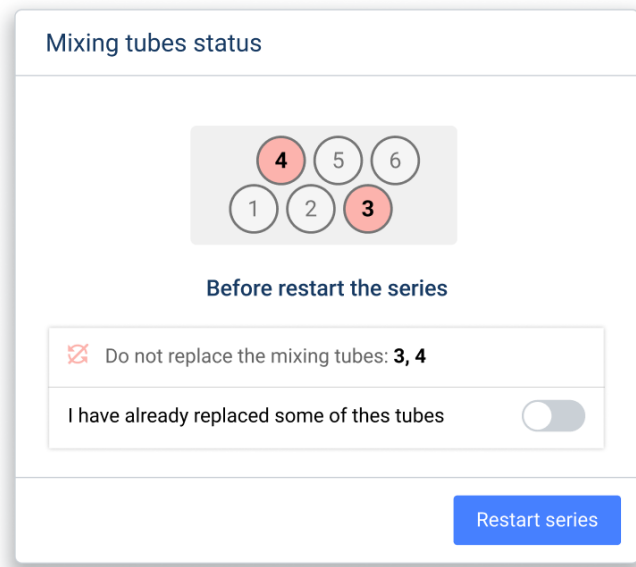 Mixing tubes status
4 5 6
1 2 3
Before restart the series
Do not replace the mixing tubes: 3, 4
I have already replaced some of thes tubes
Restart series